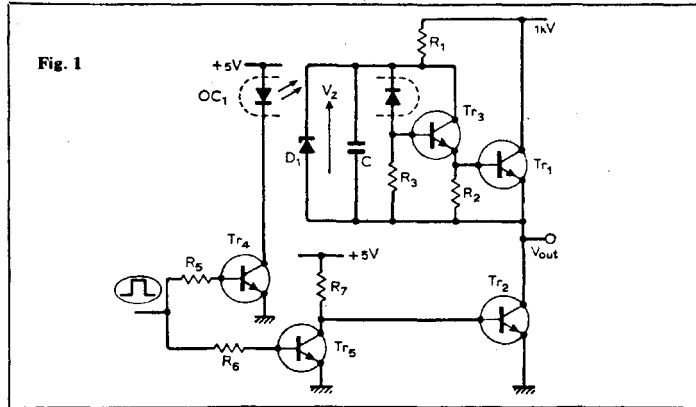 Fig. 1
+5V
OC1
R1
1kV
V2
D1
C
R3
Tr3
R2
Tr1
Vout
Tr4
R5
+5V
R7
Tr2
R6
Tr5